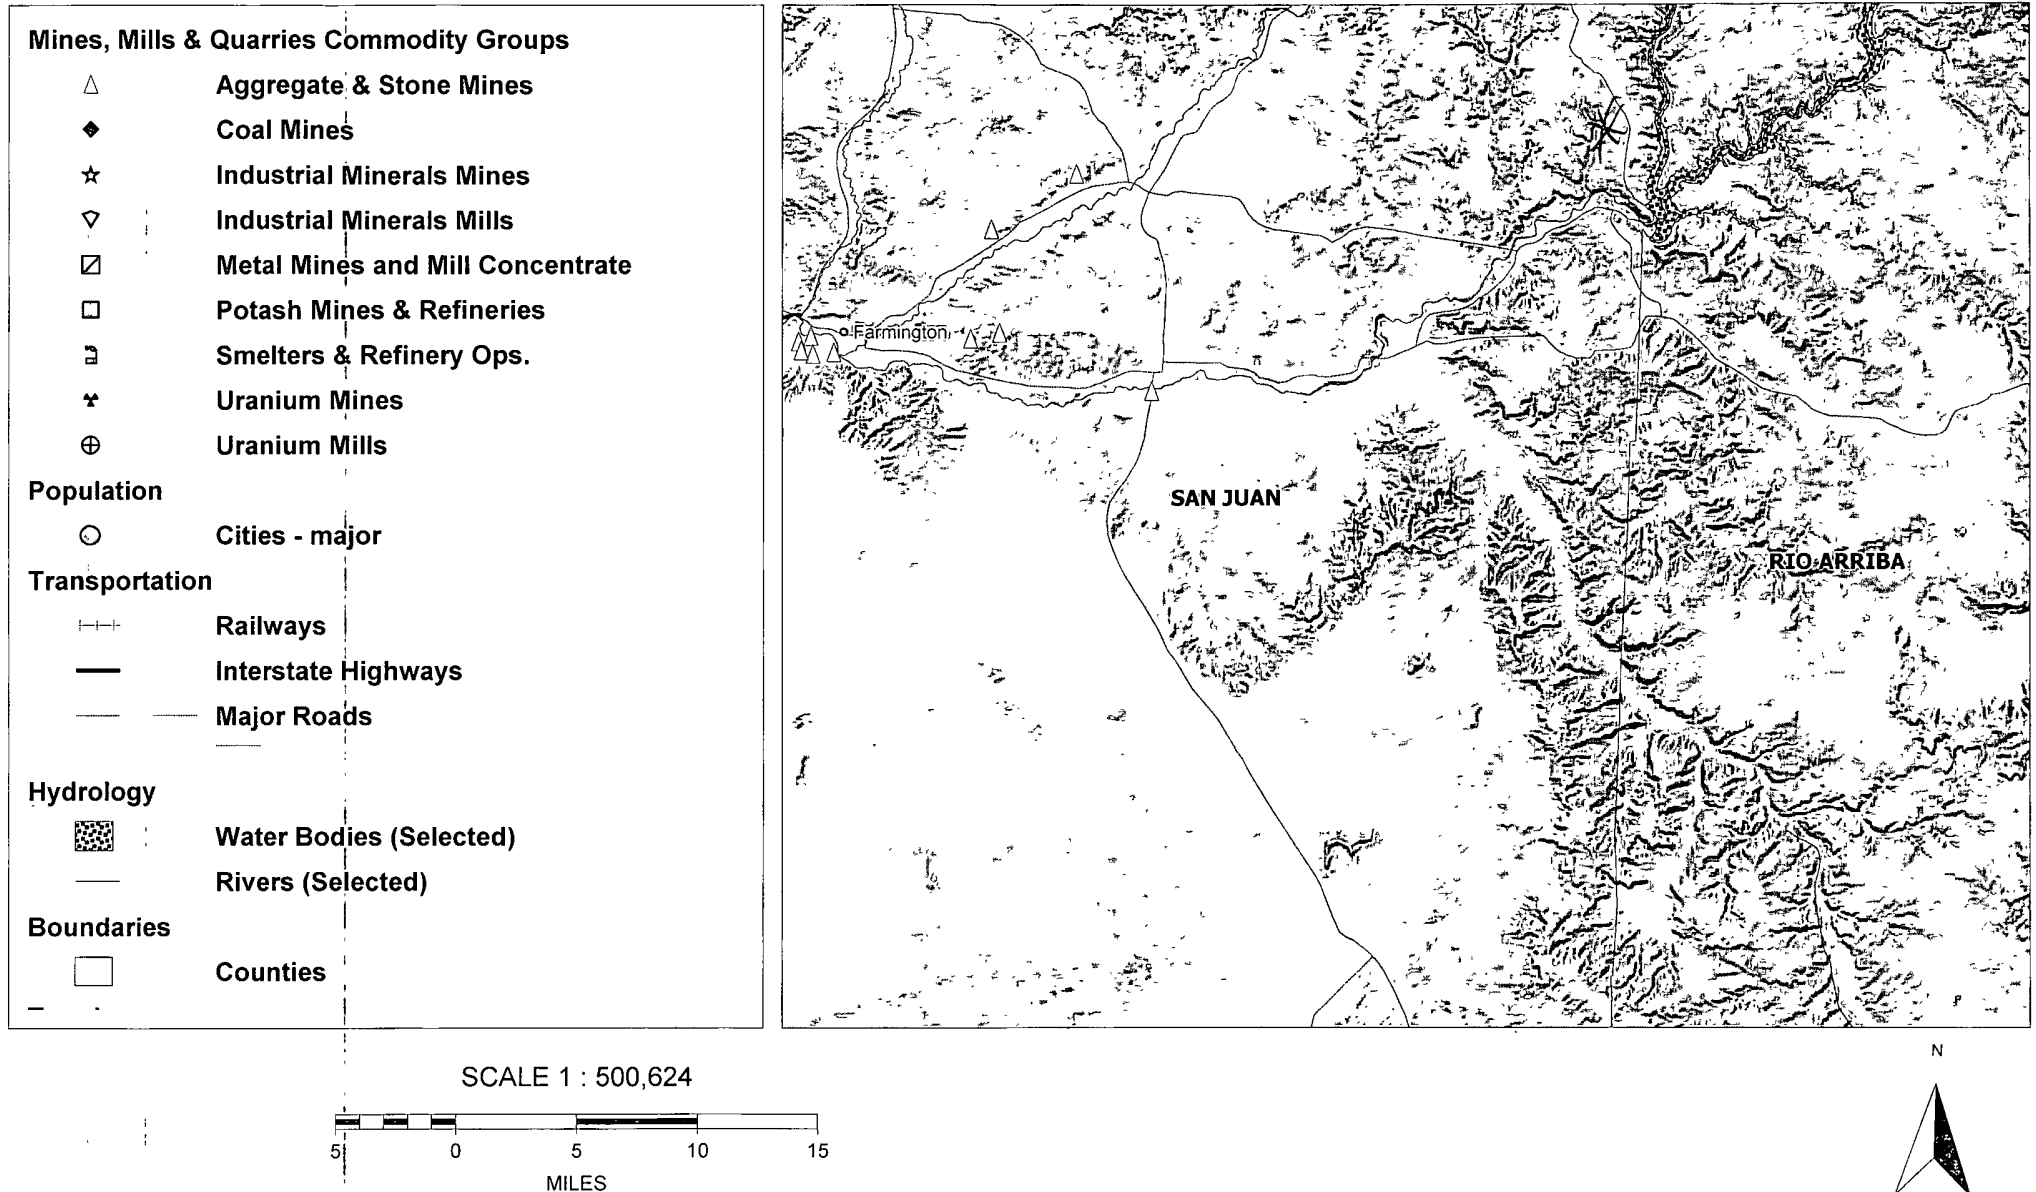 Mines, Mills & Quarries Commodity Groups
Aggregate & Stone Mines
Coal Mines
Industrial Minerals Mines
Industrial Minerals Mills
Metal Mines and Mill Concentrate
Potash Mines & Refineries
Smelters & Refinery Ops.
Uranium Mines
Uranium Mills
Population
Cities - major
Transportation
Railways
Interstate Highways
Major Roads
Hydrology
Water Bodies (Selected)
Rivers (Selected)
Boundaries
Counties
Farmington
SAN JUAN
RIO ARRIBA
SCALE 1 : 500,624
5 0 5 10 15
MILES
N